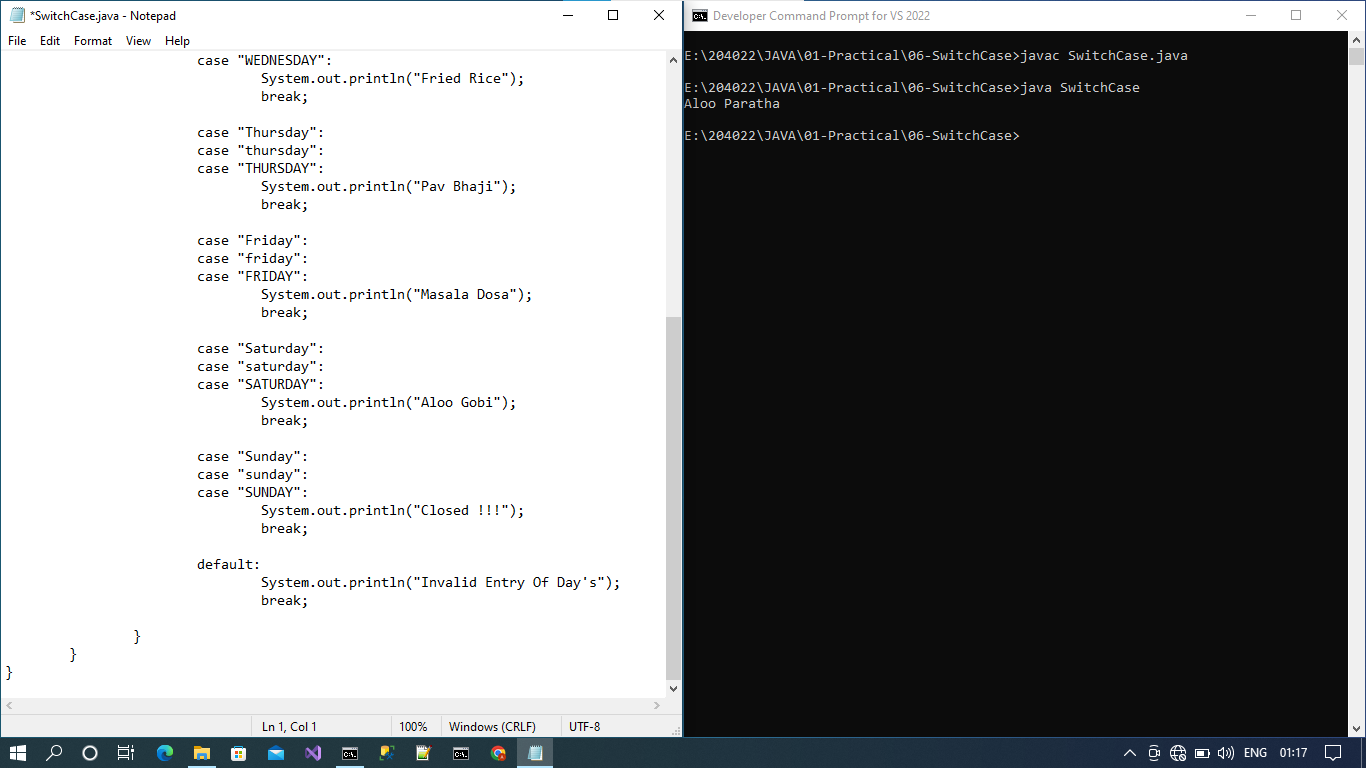 *SwitchCase.java - Notepad
File Edit Format View Help
case "WEDNESDAY":
System.out.println("Fried Rice");
break;
case "Thursday":
case "thursday":
case "THURSDAY":
System.out.println("Pav Bhaji");
break;
case "Friday":
case "friday":
case "FRIDAY":
System.out.println("Masala Dosa");
break;
case "Saturday":
case "saturday":
case "SATURDAY":
System.out.println("Aloo Gobi");
break;
case "Sunday":
case "sunday":
case "SUNDAY":
System.out.println("Closed !!!");
break;
default:
System.out.println("Invalid Entry Of Day's");
break;
}
}
}
Ln 1, Col 1 100% Windows (CRLF) UTF-8
Developer Command Prompt for VS 2022
E:\204022\JAVA\01-Practical\06-SwitchCase>javac SwitchCase.java
E:\204022\JAVA\01-Practical\06-SwitchCase>java SwitchCase
Aloo Paratha
E:\204022\JAVA\01-Practical\06-SwitchCase>
ENG 01:17